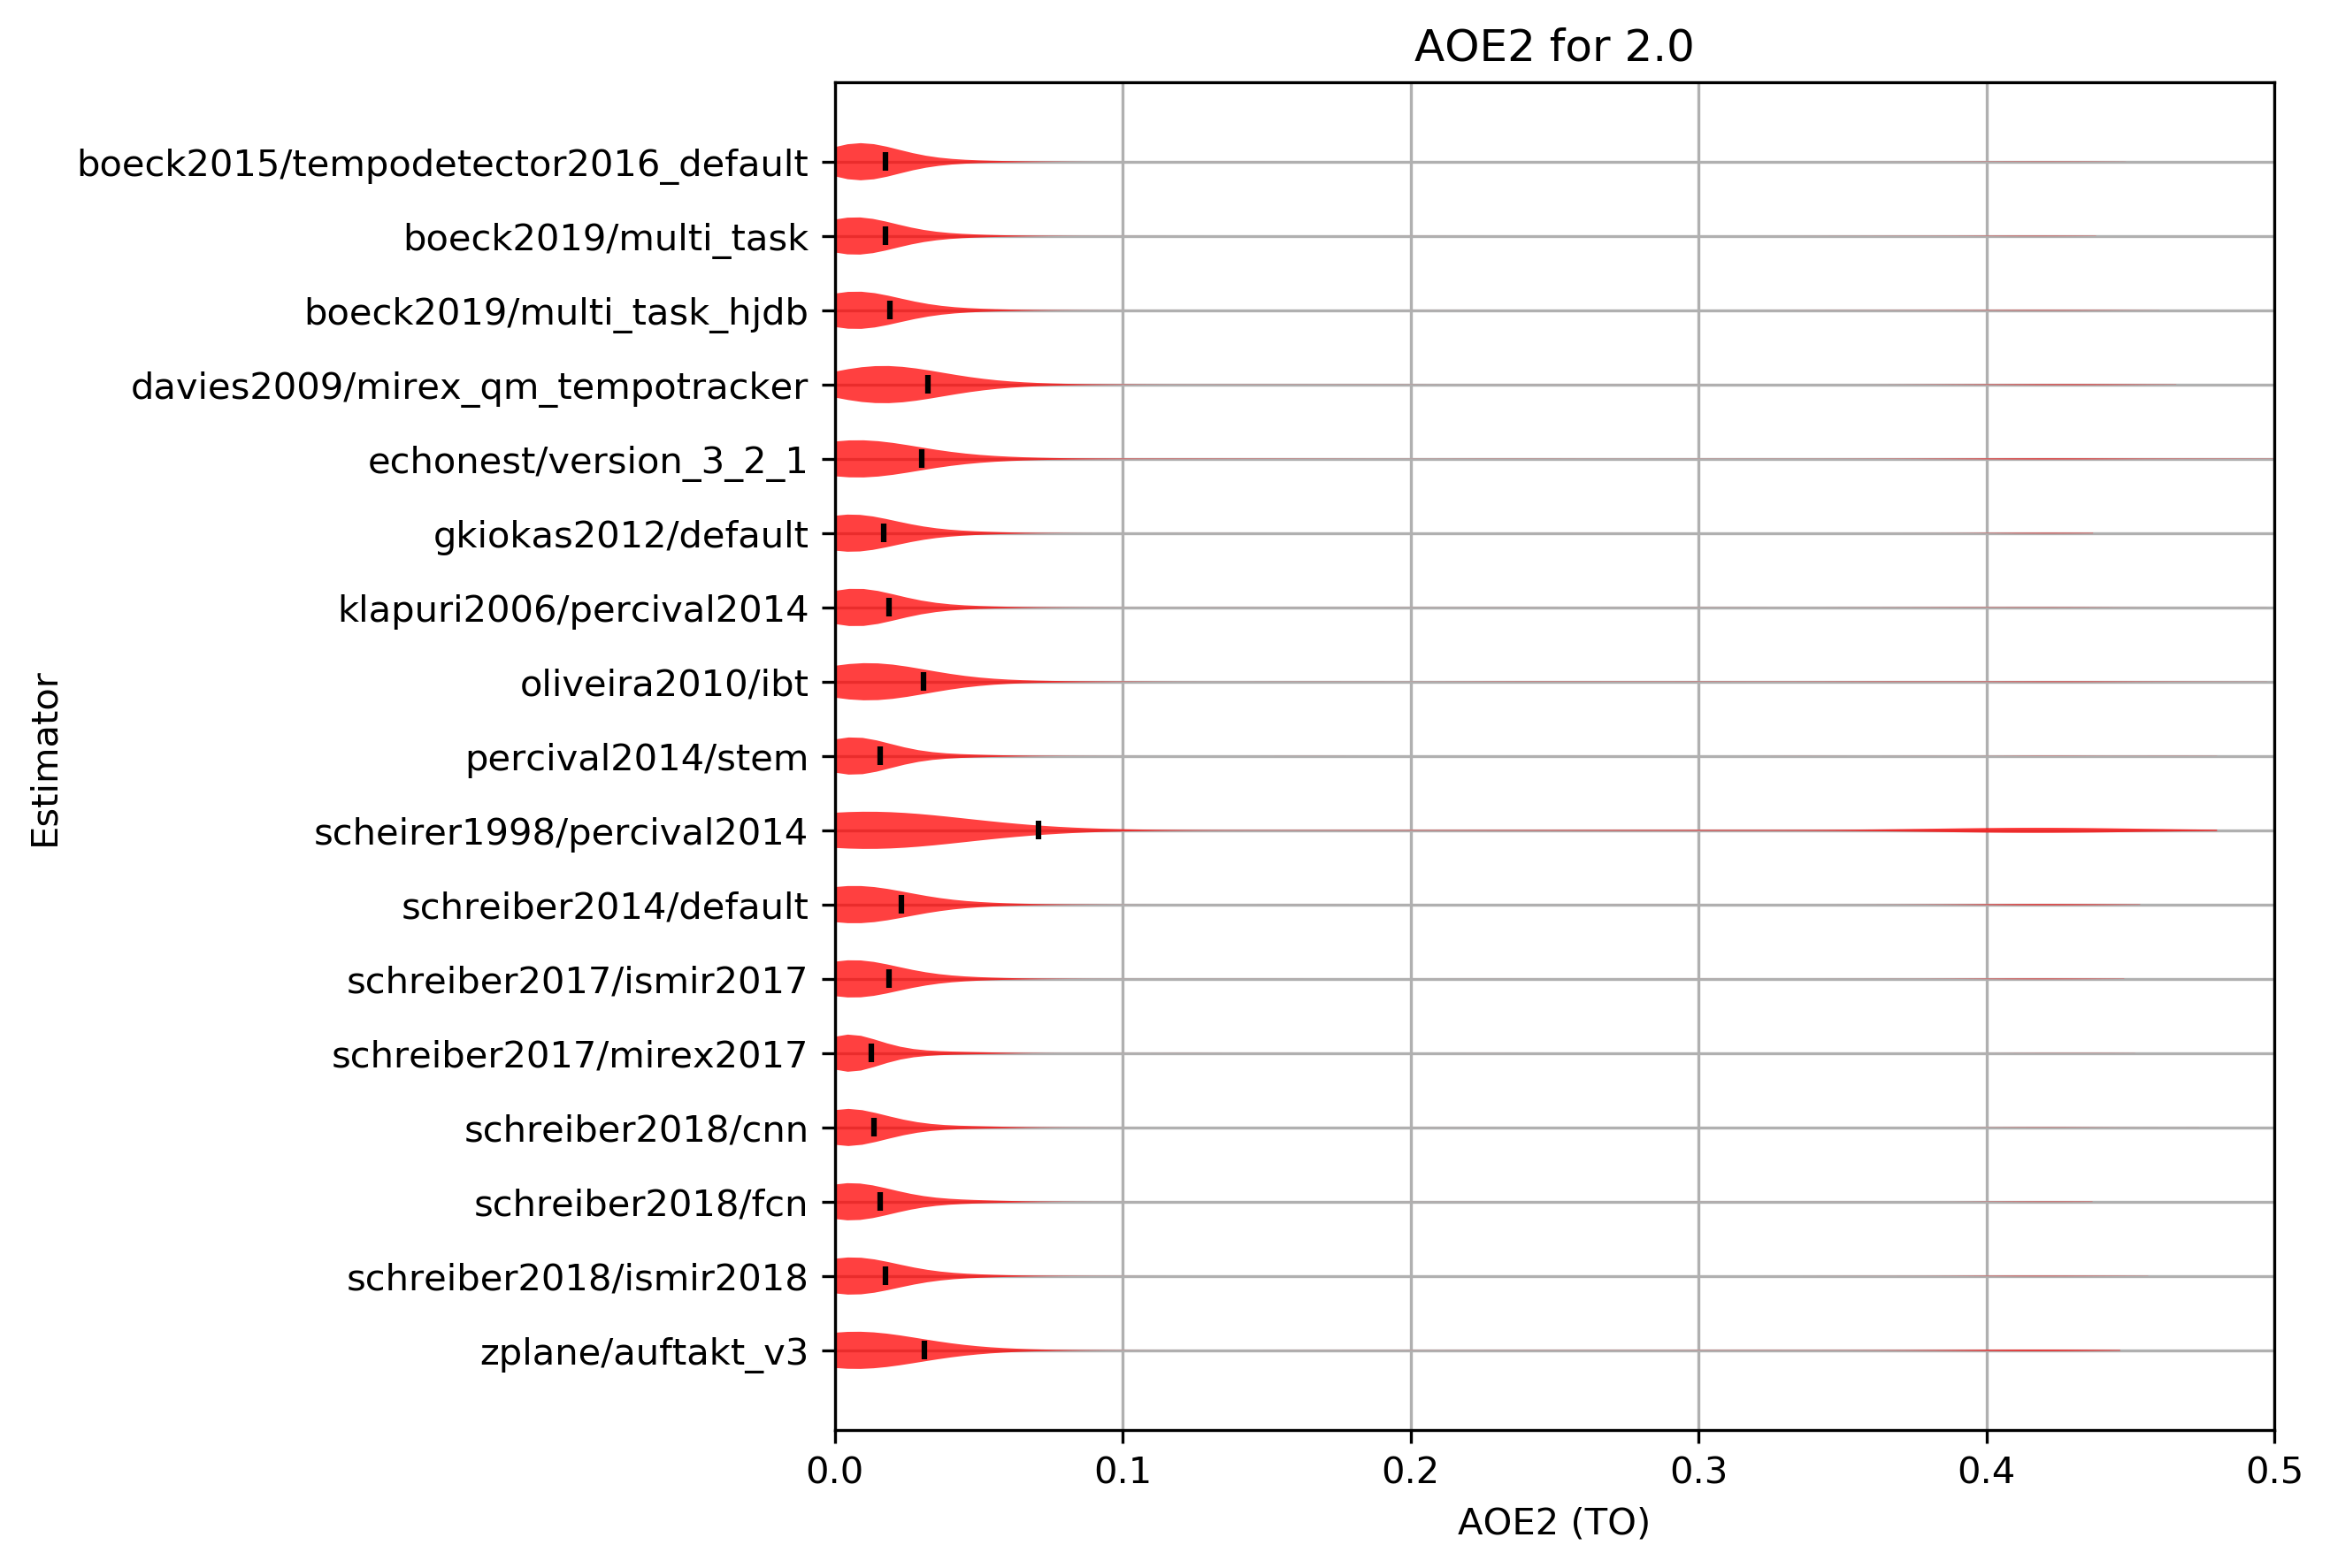 AOE2 for 2.0
boeck2015/tempodetector2016_default
boeck2019/multi_task
boeck2019/multi_task_hjdb
davies2009/mirex_qm_tempotracker
echonest/version_3_2_1
gkiokas2012/default
klapuri2006/percival2014
oliveira2010/ibt
percival2014/stem
scheirer1998/percival2014
schreiber2014/default
schreiber2017/ismir2017
schreiber2017/mirex2017
schreiber2018/cnn
schreiber2018/fcn
schreiber2018/ismir2018
zplane/auftakt_v3
Estimator
0.0 0.1 0.2 0.3 0.4 0.5
AOE2 (TO)